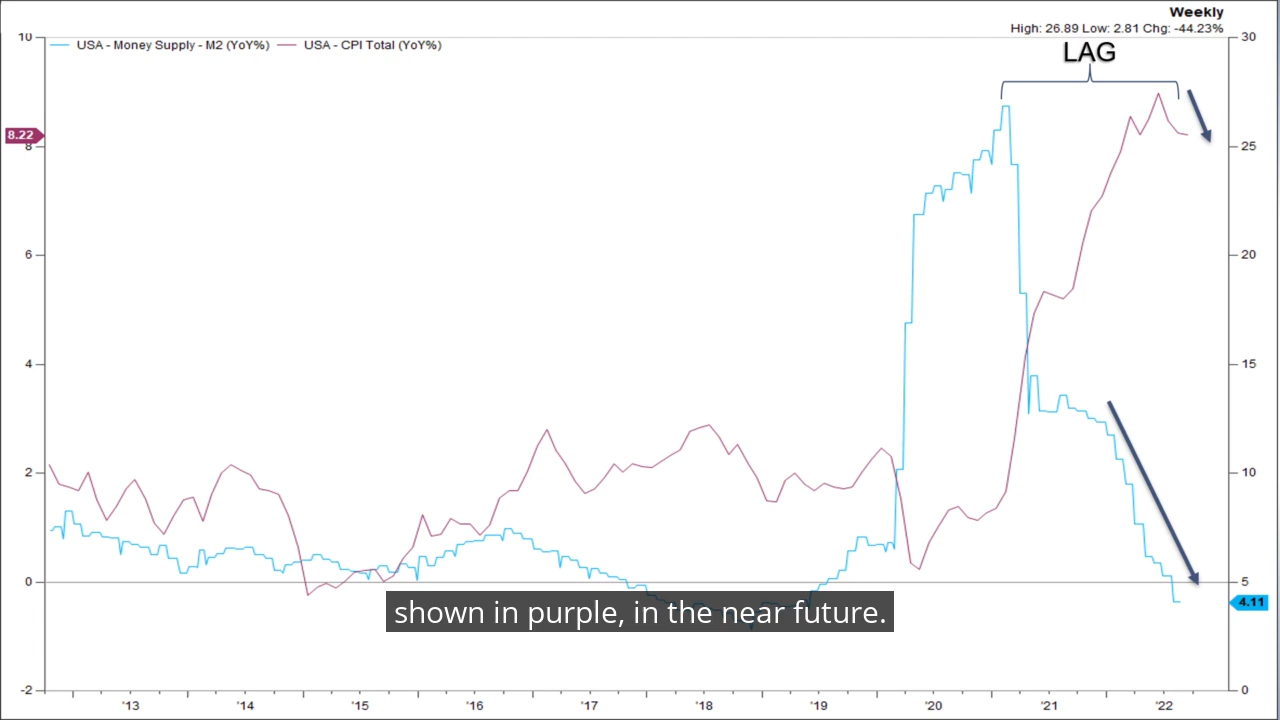 Weekly
High: 26.89 Low: 2.81 Chg: -44.23%
USA - Money Supply - M2 (YoY%) USA - CPI Total (YoY%)
LAG
10
8
6
4
2
0
-2
8.22
30
25
20
15
10
5
0
4.11
shown in purple, in the near future.
'13 '14 '15 '16 '17 '18 '19 '20 '21 '22